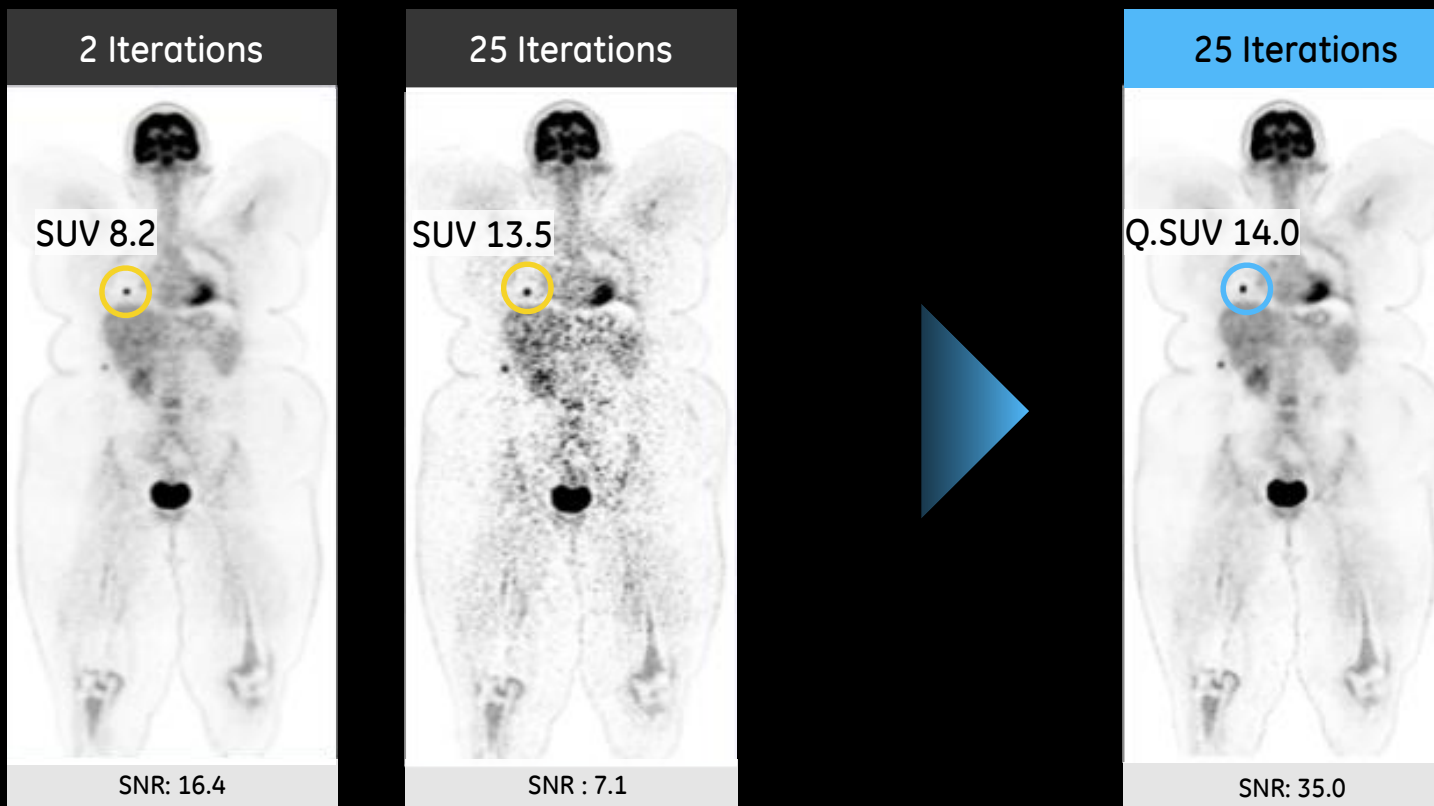 2 Iterations
25 Iterations
25 Iterations
SUV 8.2
SUV 13.5
Q.SUV 14.0
SNR: 16.4
SNR : 7.1
SNR: 35.0